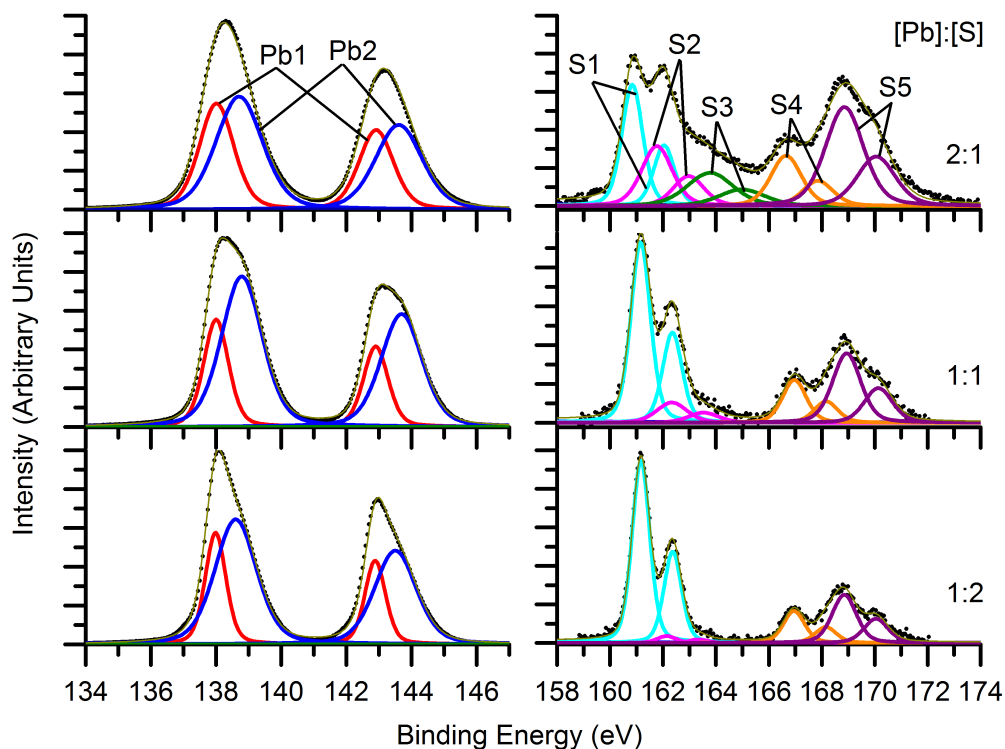 Pb1
Pb2
S1
S2
S3
S4
S5
[Pb]:[S]
2:1
1:1
1:2
Intensity (Arbitrary Units)
134 136 138 140 142 144 146
158 160 162 164 166 168 170 172 174
Binding Energy (eV)